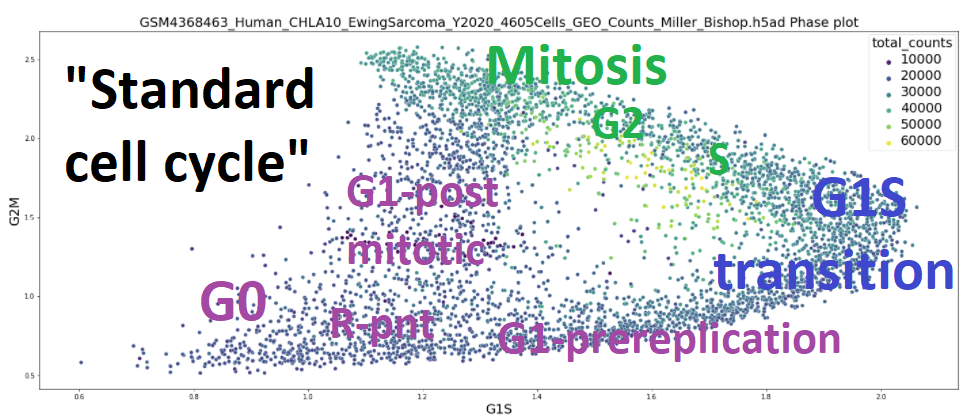 GSM4368463_Human_CHLA10_EwingSarcoma_Y2020_4605Cells_GEO_Counts_Miller_Bishop.h5ad Phase plot
total_counts
10000
20000
30000
40000
50000
60000
"Standard
cell cycle"
Mitosis
G2
S
G1S
transition
G1-post
mitotic
G0
R-pnt
G1-prereplication
G2M
2.5
2.0
1.5
1.0
0.5
0.6
0.8
1.0
1.2
1.4
1.6
1.8
2.0
G1S